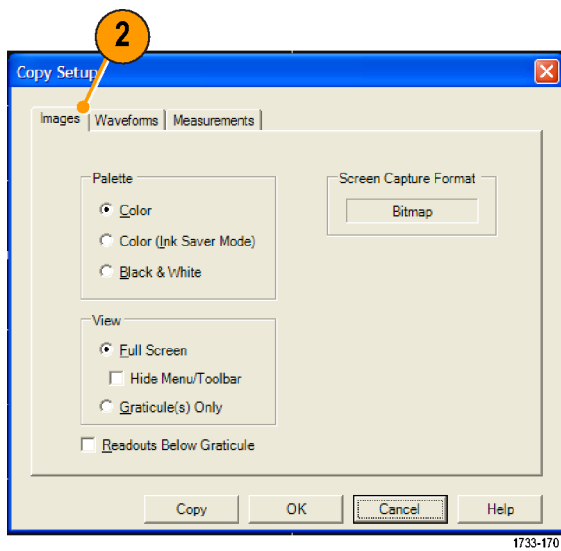 2
Copy Setup
Images Waveforms Measurements
Palette
Color
Color (Ink Saver Mode)
Black & White
Screen Capture Format
Bitmap
View
Full Screen
Hide Menu/Toolbar
Graticule(s) Only
Readouts Below Graticule
Copy OK Cancel Help
1733-170